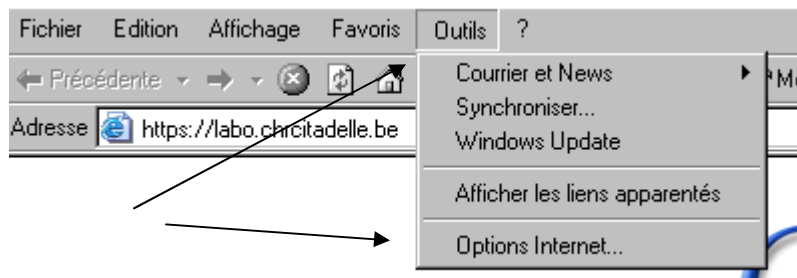 Fichier Edition Affichage Favoris Outils ?
Précédente
Adresse https://labo.chrcitadelle.be
Courrier et News
Synchroniser...
Windows Update
Afficher les liens apparentés
Options Internet...